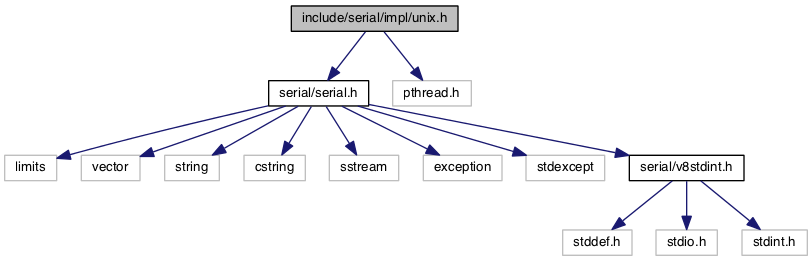 include/serial/impl/unix.h
serial/serial.h
pthread.h
limits
vector
string
cstring
sstream
exception
stdexcept
serial/v8stdint.h
stddef.h
stdio.h
stdint.h